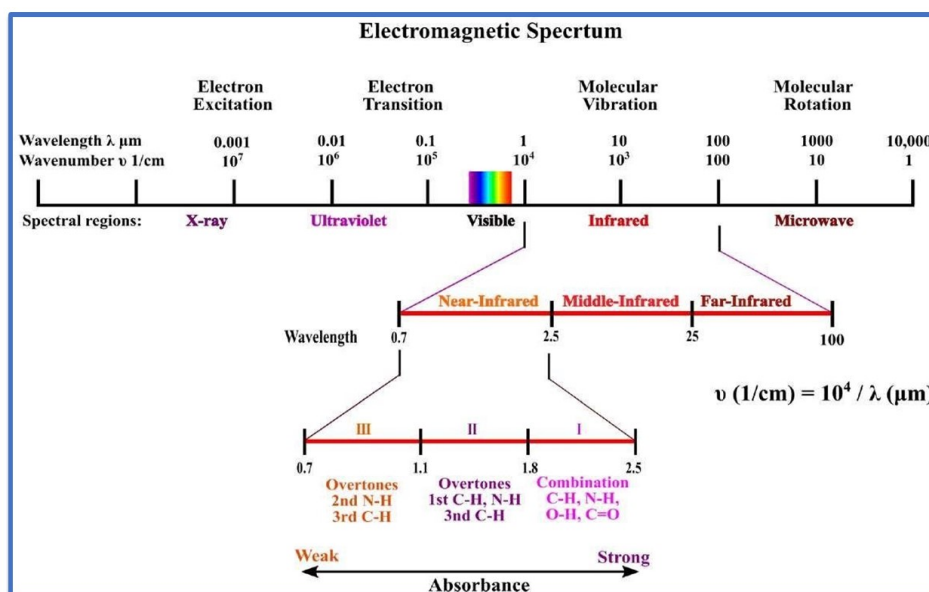 Electromagnetic Specrtum
Electron Excitation
Electron Transition
Molecular Vibration
Molecular Rotation
Wavelength λ μm 0.001 0.01 0.1 1 10 100 1000 10,000
Wavenumber υ 1/cm 10⁷ 10⁶ 10⁵ 10⁴ 10³ 100 10 1
Spectral regions: X-ray Ultraviolet Visible Infrared Microwave
Near-Infrared Middle-Infrared Far-Infrared
Wavelength 0.7 2.5 25 100
υ (1/cm) = 10⁴ / λ (μm)
III II I
0.7 1.1 1.8 2.5
Overtones
2nd N-H
3rd C-H
Overtones
1st C-H, N-H
3nd C-H
Combination
C-H, N-H,
O-H, C=O
Weak Strong
Absorbance